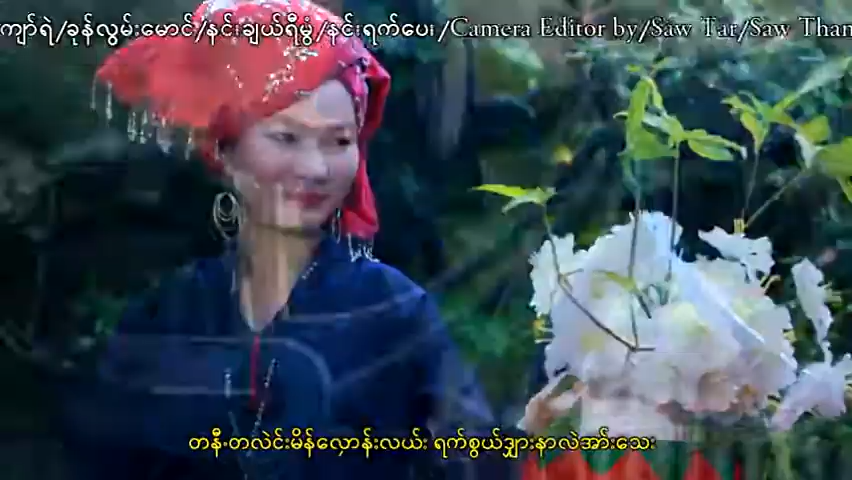 ကျာ်ရဲ/ခုန်လွမ်းမောင်/နင်းချယ်ရီမွှံ/နင်းရက်ပေး/Camera Editor by/Saw Tar/Saw Than
တနီ.တလဲင်းမိန်လှောန်းလယ်း ရက်စွယ်ဒျှားနာလဲအာ်းသေး